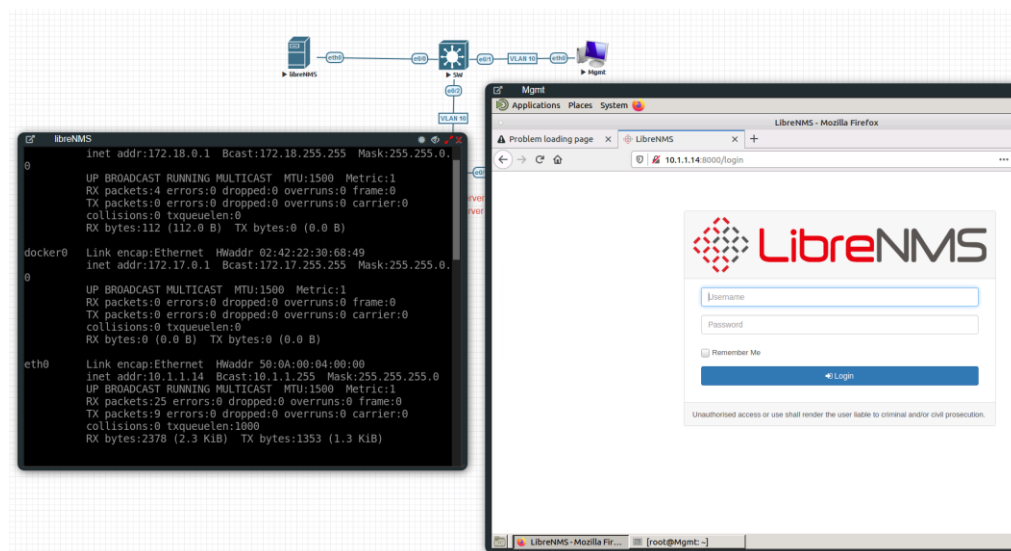 eth0
e0/0
e0/1
VLAN 10
eth0
libreNMS
SW
Mgmt
e0/2
VLAN 10
libreNMS
inet addr:172.18.0.1 Bcast:172.18.255.255 Mask:255.255.0.
0
UP BROADCAST RUNNING MULTICAST MTU:1500 Metric:1
RX packets:4 errors:0 dropped:0 overruns:0 frame:0
TX packets:0 errors:0 dropped:0 overruns:0 carrier:0
collisions:0 txqueuelen:0
RX bytes:112 (112.0 B) TX bytes:0 (0.0 B)
docker0 Link encap:Ethernet HWaddr 02:42:22:30:68:49
inet addr:172.17.0.1 Bcast:172.17.255.255 Mask:255.255.0.
0
UP BROADCAST MULTICAST MTU:1500 Metric:1
RX packets:0 errors:0 dropped:0 overruns:0 frame:0
TX packets:0 errors:0 dropped:0 overruns:0 carrier:0
collisions:0 txqueuelen:0
RX bytes:0 (0.0 B) TX bytes:0 (0.0 B)
eth0 Link encap:Ethernet HWaddr 50:0A:00:04:00:00
inet addr:10.1.1.14 Bcast:10.1.1.255 Mask:255.255.255.0
UP BROADCAST RUNNING MULTICAST MTU:1500 Metric:1
RX packets:25 errors:0 dropped:0 overruns:0 frame:0
TX packets:9 errors:0 dropped:0 overruns:0 carrier:0
collisions:0 txqueuelen:1000
RX bytes:2378 (2.3 KiB) TX bytes:1353 (1.3 KiB)
Mgmt
Applications Places System
LibreNMS - Mozilla Firefox
Problem loading page
LibreNMS
10.1.1.14:8000/login
LibreNMS
Username
Password
Remember Me
Login
Unauthorised access or use shall render the user liable to criminal and/or civil prosecution.
LibreNMS - Mozilla Fir...
[root@Mgmt: ~]